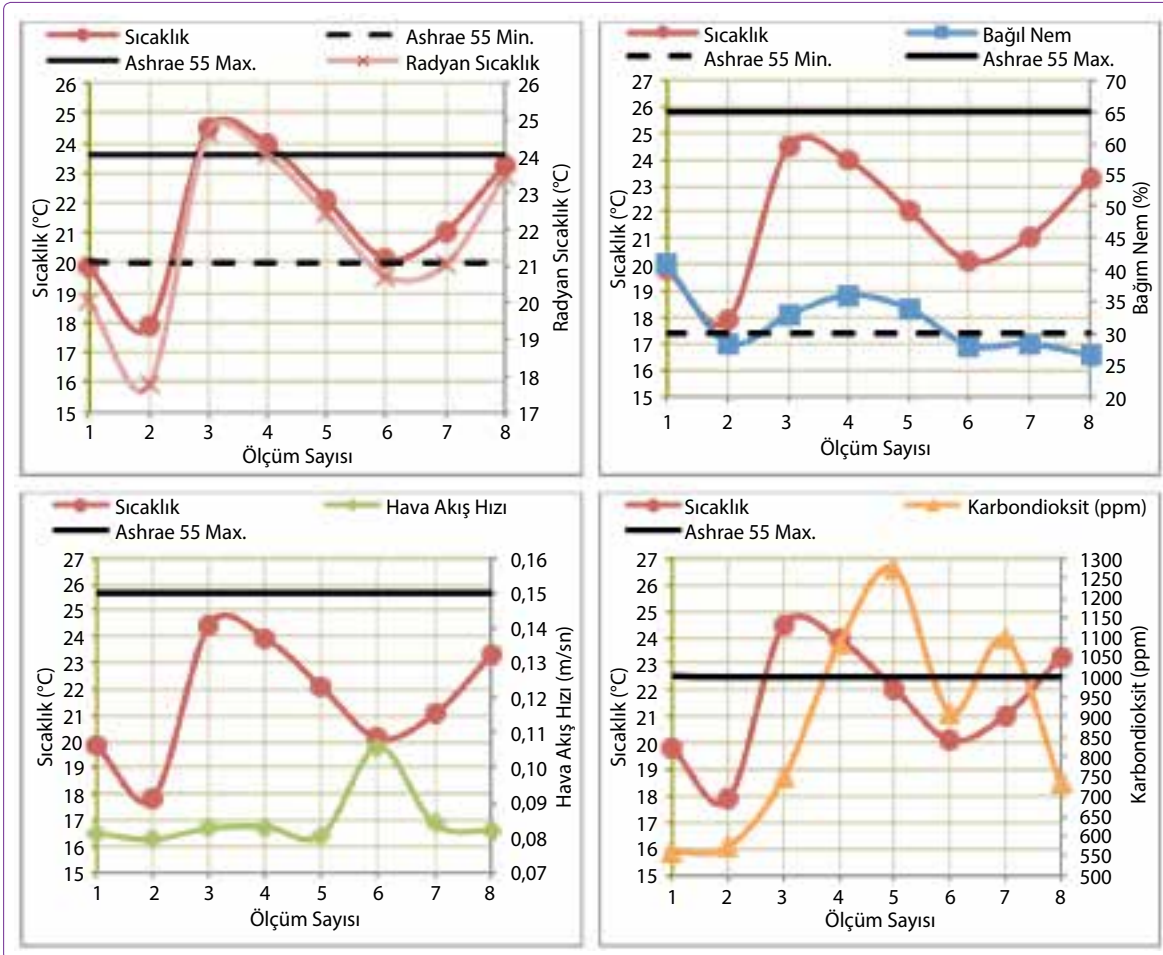 Sıcaklık Ashrae 55 Min.
Ashrae 55 Max. Radyan Sıcaklık
26 26
25 25
24 24
23 23
22 22
21 21
20 20
19 19
18 18
17 17
16
15
Sıcaklık (°C)
Radyan Sıcaklık (°C)
1 2 3 4 5 6 7 8
Ölçüm Sayısı
Sıcaklık Bağıl Nem
Ashrae 55 Min. Ashrae 55 Max.
27 70
26 65
25 60
24 55
23 50
22 45
21 40
20 35
19 30
18 25
17 20
16
15
Sıcaklık (°C)
Bağım Nem (%)
1 2 3 4 5 6 7 8
Ölçüm Sayısı
Sıcaklık Hava Akış Hızı
Ashrae 55 Max.
27 0,16
26 0,15
25 0,14
24 0,13
23 0,12
22 0,11
21 0,10
20 0,09
19 0,08
18 0,07
17
16
15
Sıcaklık (°C)
Hava Akış Hızı (m/sn)
1 2 3 4 5 6 7 8
Ölçüm Sayısı
Sıcaklık Karbondioksit (ppm)
Ashrae 55 Max.
27 1300
26 1250
25 1200
24 1150
23 1100
22 1050
21 1000
20 950
19 900
18 850
17 800
16 750
15 700
650
600
550
500
Sıcaklık (°C)
Karbondioksit (ppm)
1 2 3 4 5 6 7 8
Ölçüm Sayısı